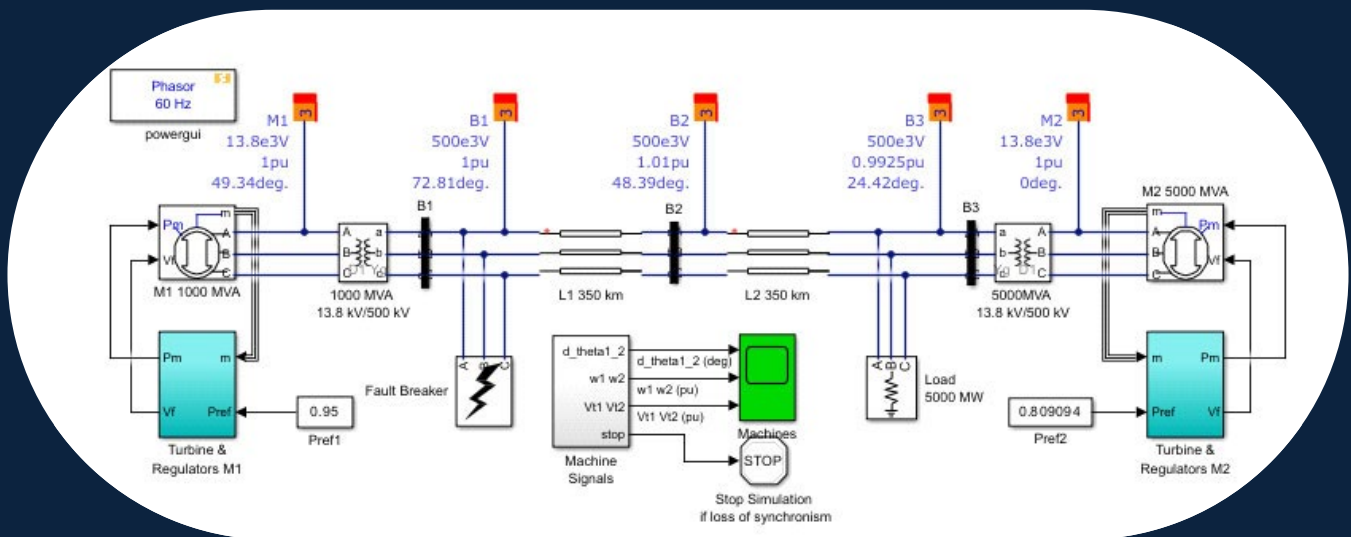 Phasor
60 Hz
powergui
M1
13.8e3V
1pu
49.34deg.
3
B1
500e3V
1pu
72.81deg.
3
B2
500e3V
1.01pu
48.39deg.
3
B3
500e3V
0.9925pu
24.42deg.
3
M2
13.8e3V
1pu
0deg.
3
M2 5000 MVA
m
Pm
Vf
A
B
C
M1 1000 MVA
A
B
C
a
b
c
D1 Yg
1000 MVA
13.8 kV/500 kV
B1
L1 350 km
B2
L2 350 km
B3
a
b
c
A
B
C
Yg D1
5000MVA
13.8 kV/500 kV
m
A
B
C
Pm
Vf
Pm
m
Vf
Pref
Turbine &
Regulators M1
0.95
Pref1
Fault Breaker
A
B
C
d_theta1_2
w1 w2
Vt1 Vt2
stop
Machine
Signals
d_theta1_2 (deg)
w1 w2 (pu)
Vt1 Vt2 (pu)
Machines
STOP
Stop Simulation
if loss of synchronism
A
B
C
Load
5000 MW
0.809094
Pref2
m
Pm
Pref
Vf
Turbine &
Regulators M2